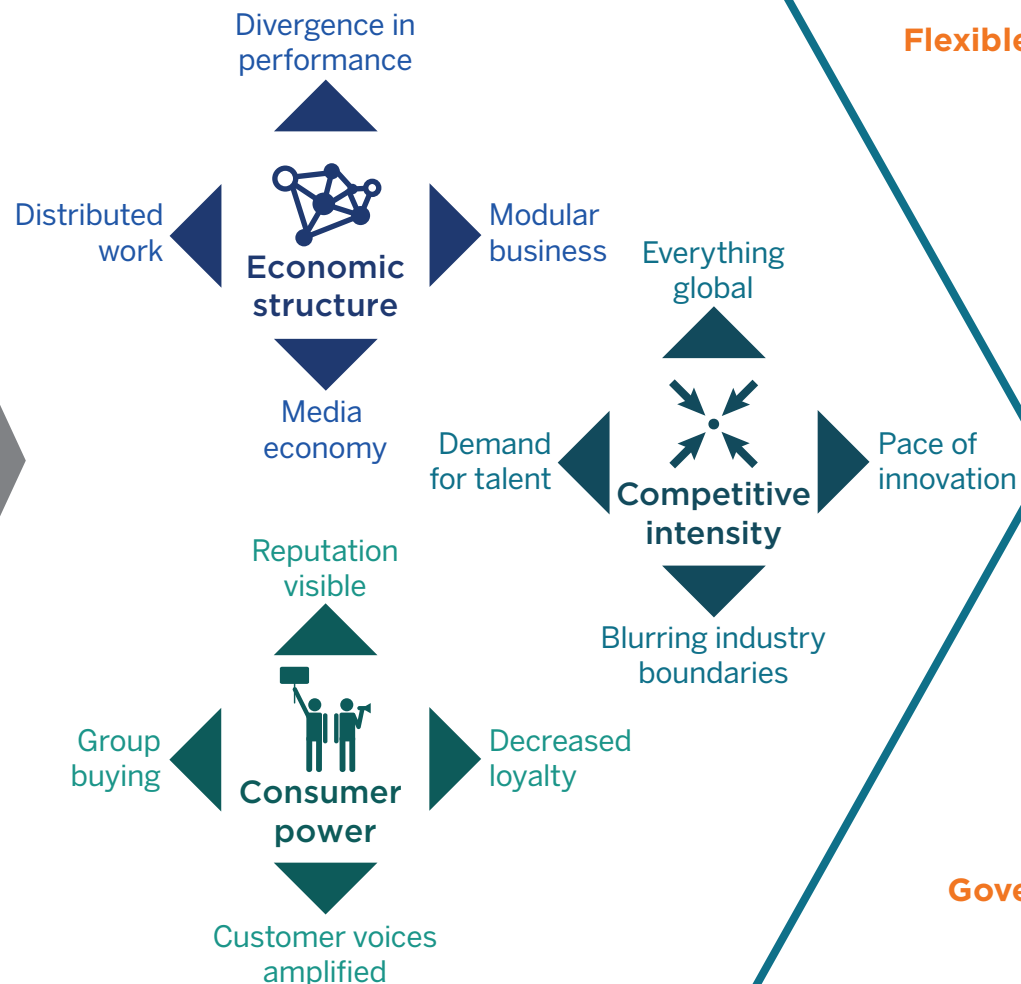 Divergence in
performance
Distributed
work
Economic
structure
Modular
business
Media
economy
Everything
global
Demand
for talent
Competitive
intensity
Pace of
innovation
Blurring industry
boundaries
Reputation
visible
Group
buying
Consumer
power
Decreased
loyalty
Customer voices
amplified
Flexible